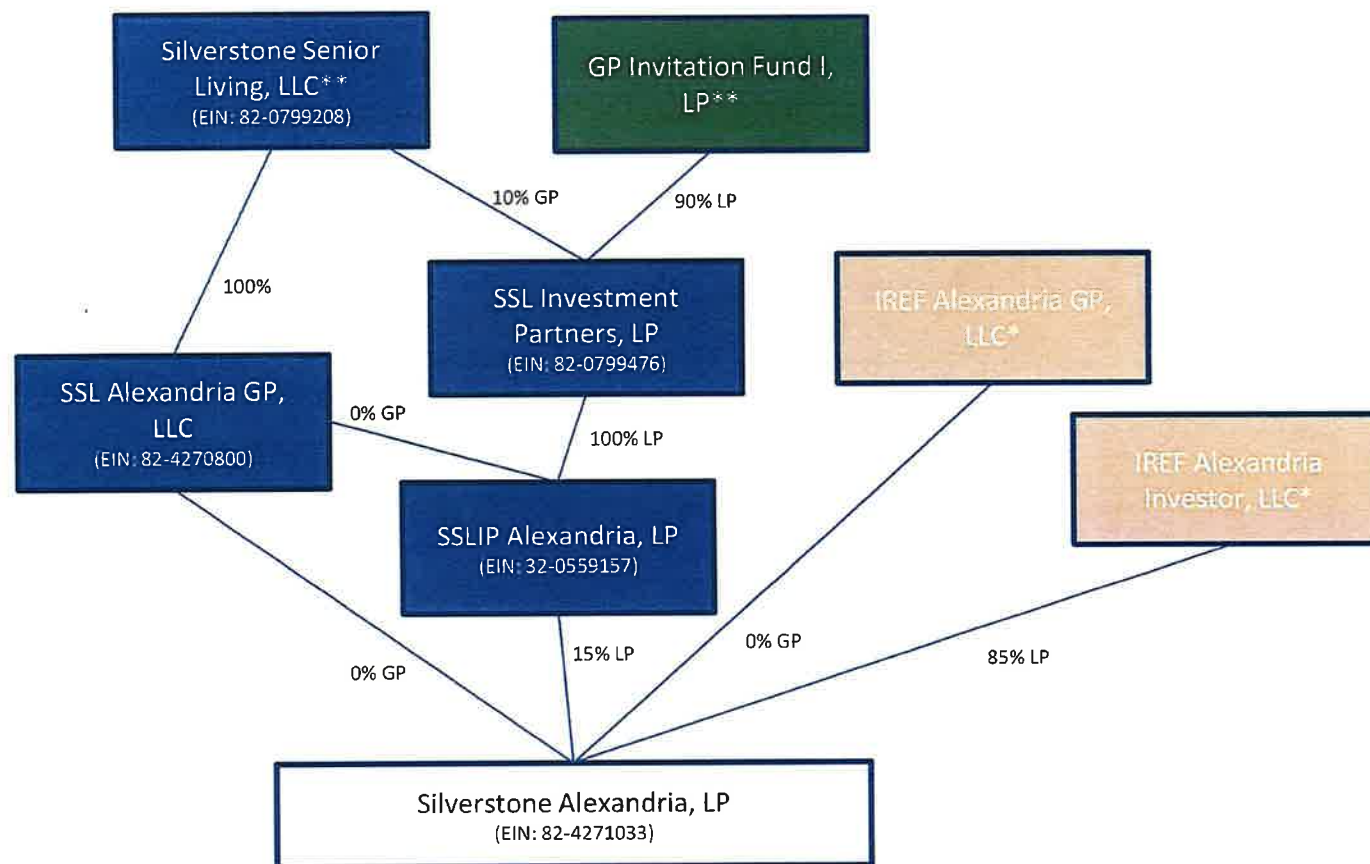 Silverstone Senior
Living, LLC**
(EIN: 82-0799208)
GP Invitation Fund I,
LP**
10% GP
90% LP
100%
SSL Investment
Partners, LP
(EIN: 82-0799476)
IREF Alexandria GP,
LLC*
SSL Alexandria GP,
LLC
(EIN: 82-4270800)
0% GP
100% LP
IREF Alexandria
Investor, LLC*
SSLIP Alexandria, LP
(EIN: 32-0559157)
0% GP
15% LP
0% GP
85% LP
Silverstone Alexandria, LP
(EIN: 82-4271033)